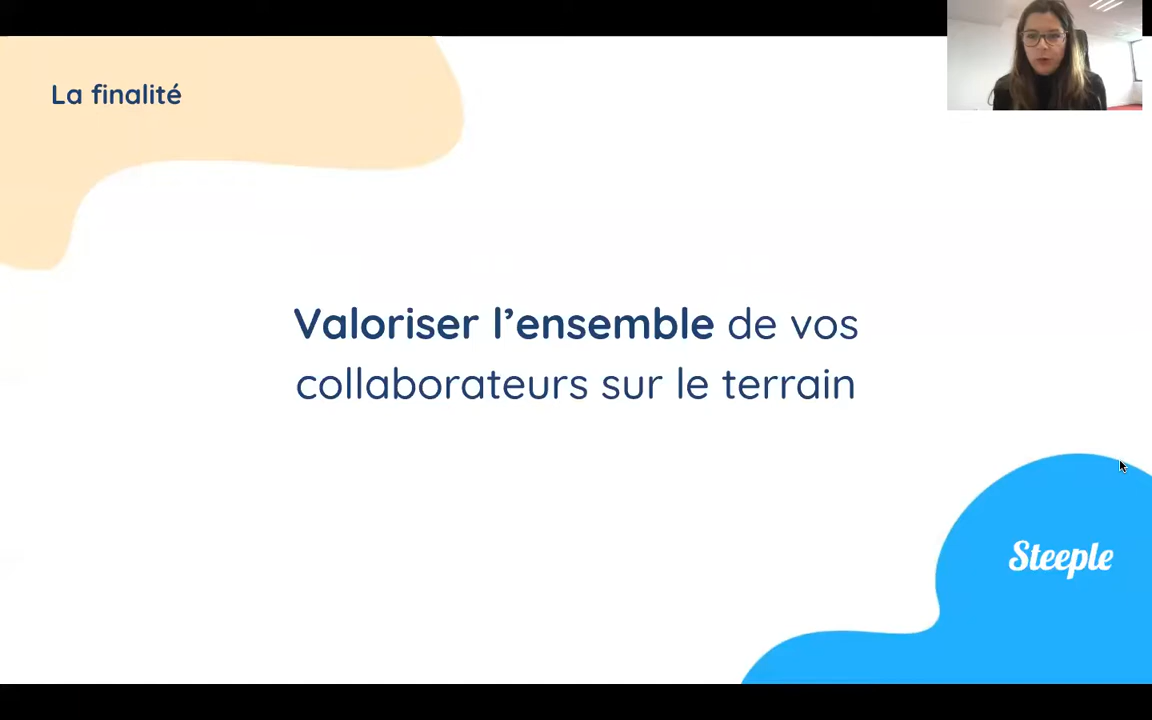 La finalité
Valoriser l’ensemble de vos
collaborateurs sur le terrain
Steeple